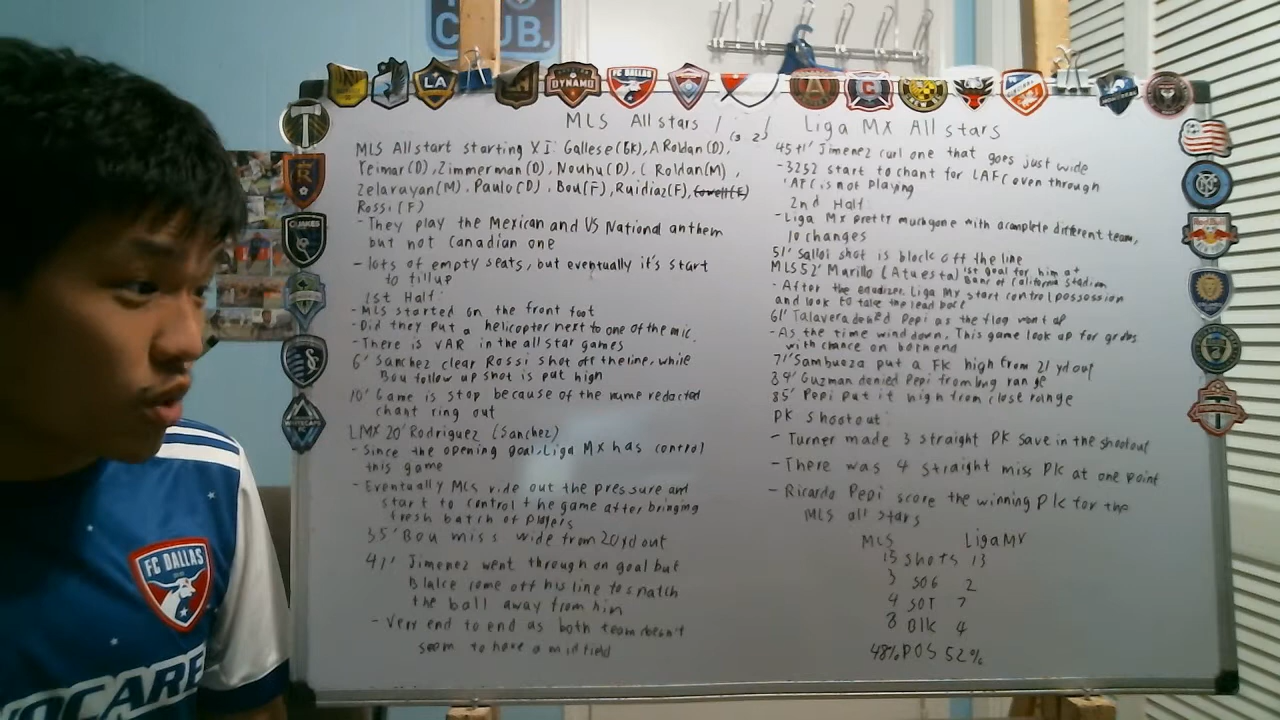 CLUB.
LA
DYNAMO
FC DALLAS
QUAKES
WHITECAPS FC
MLS All stars 1 1 Liga MX All stars
(3 2)
MLS Allstart starting XI: Gallese(GK), A Roldan(D),
Yeimar(D), Zimmerman(D), Nouhu(D), C Roldan(M),
Zelarayan(M), Paulo(D), Bou(F), Ruidiaz(F),
Rossi(F)
- They play the Mexican and US National anthem
but not Canadian one
- lots of empty seats, but eventually it's start
to fill up
1st Half:
- MLS started on the front foot
- Did they put a helicopter next to one of the mic.
- There is VAR in the all star games
6' Sanchez clear Rossi shot off the line, while
Bou follow up shot is put high
10' Game is stop because of the name redacted
chant ring out
LMX 20' Rodriguez (Sanchez)
- Since the opening goal, Liga MX has control
this game
- Eventually MLS ride out the pressure and
start to control the game after bringing
fresh batch of players
35' Bou miss wide from 20yd out
41' Jimenez went through on goal but
Blake come off his line to snatch
the ball away from him
- Very end to end as both team doesn't
seem to have a midfield
45+1' Jimenez curl one that goes just wide
- 3252 start to chant for LAFC even through
LAFC is not playing
2nd Half:
- Liga MX pretty much gone with a complete different team,
10 changes
51' Salloi shot is block off the line
MLS 52' Murillo (Atuesta) 1st goal for him at
Banc of California Stadium
- After the equalizer, Liga MX start control possession
and look to take the lead back
61' Talavera denied Pepi as the flag went up
- As the time wind down, This game look up for grabs
with chance on both end
71' Sambueza put a FK high from 21 yd out
84' Guzman denied Pepi from long range
85' Pepi put it high from close range
PK shootout:
- Turner made 3 straight PK save in the shootout
- There was 4 straight miss PK at one point
- Ricardo Pepi score the winning PK for the
MLS all stars
MLS Liga MX
15 shots 13
3 SOG 2
4 SOT 7
8 Blk 4
48% POS 52%
FC DALLAS
OCARE